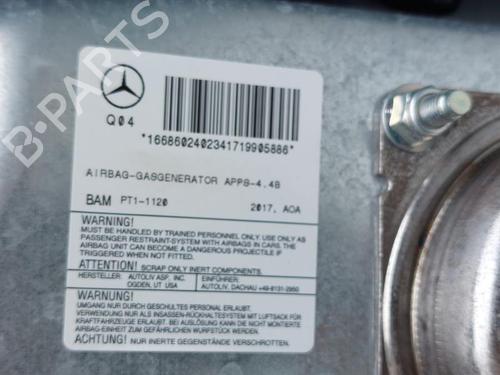 Q04
*1668602402341719905886*
AIRBAG-GASGENERATOR APPS-4.4B
BAM PT1-1120 2017, AOA
WARNING!
MUST BE HANDLED BY TRAINED PERSONNEL ONLY. USE ONLY AS
PASSENGER RESTRAINT-SYSTEM WITH AIRBAGS IN CARS. THE
AIRBAG UNIT CAN BECOME A DANGEROUS PROJECTILE IF
TRIGGERED WHEN NOT FITTED.
ATTENTION! SCRAP ONLY INERT COMPONENTS.
HERSTELLER: AUTOLIV ASP, INC. EINFÜHRER:
OGDEN, UT USA AUTOLIV, DACHAU +49-8131-2950
WARNUNG!
UMGANG NUR DURCH GESCHULTES PERSONAL ERLAUBT.
VERWENDUNG NUR ALS INSASSEN-RÜCKHALTESYSTEM MIT LUFTSACK FÜR
KRAFTFAHRZEUGE ERLAUBT. BEI AUSLÖSUNG KANN DIE NICHT MONTIERTE
AIRBAG-EINHEIT ZUM GEFÄHRLICHEN WURFSTÜCK WERDEN.
ACHTUNG! NUR INERTE GEGENSTÄNDE VERSCHROTTEN.